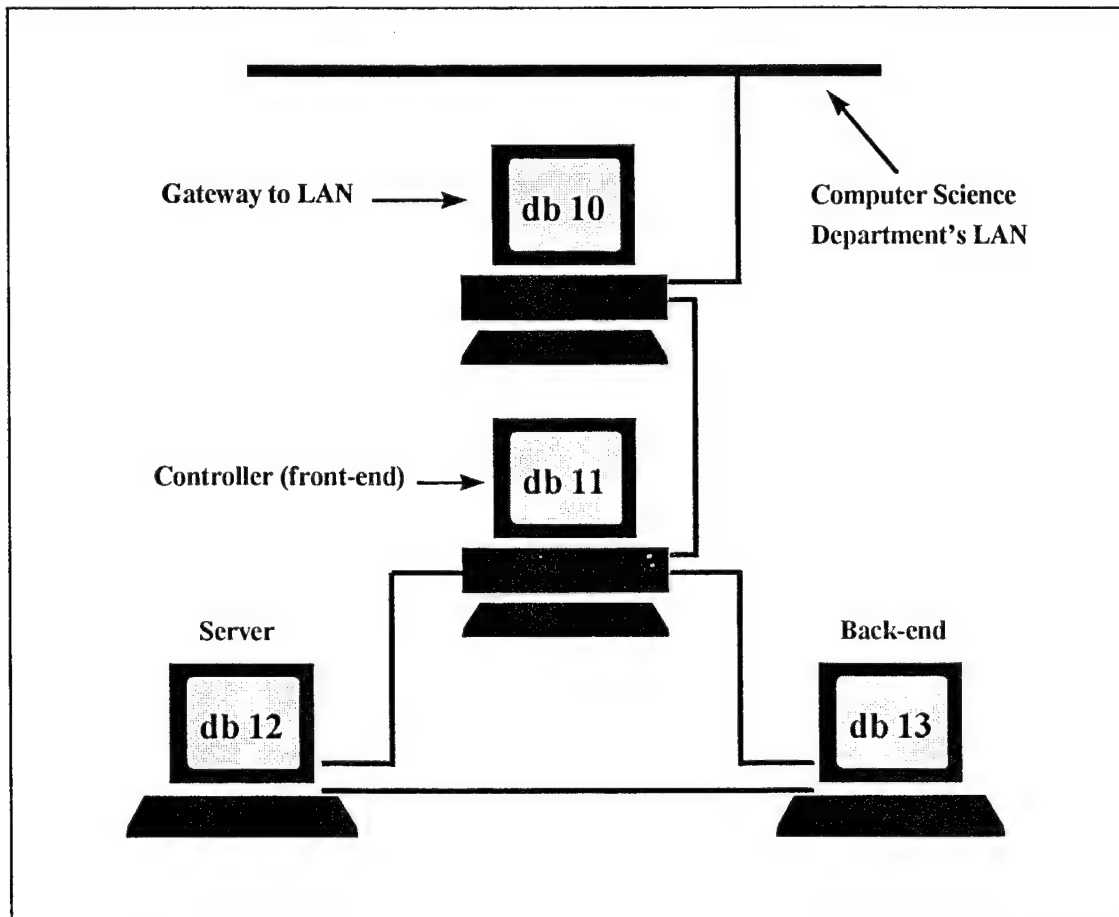 Gateway to LAN
db 10
Computer Science
Department's LAN
Controller (front-end)
db 11
Server
Back-end
db 12
db 13